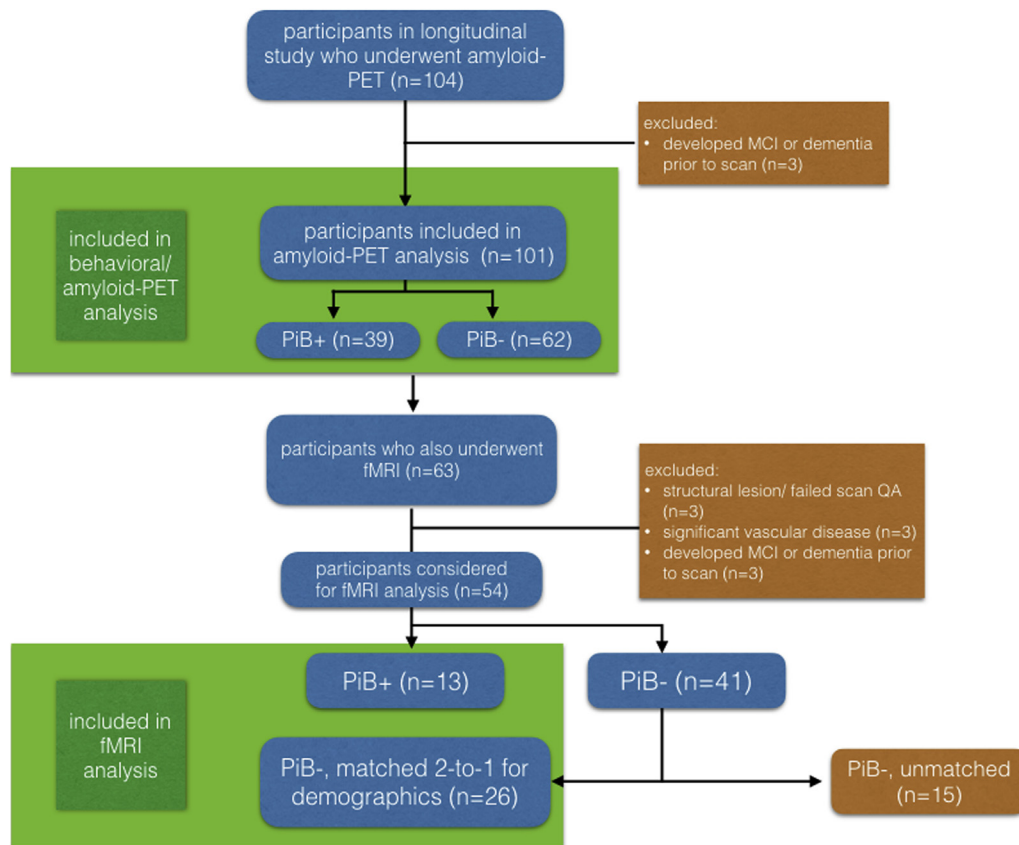 participants in longitudinal
study who underwent amyloid-
PET (n=104)
excluded:
• developed MCI or dementia
prior to scan (n=3)
included in
behavioral/
amyloid-PET
analysis
participants included in
amyloid-PET analysis (n=101)
PiB+ (n=39)
PiB- (n=62)
participants who also underwent
fMRI (n=63)
excluded:
• structural lesion/ failed scan QA
(n=3)
• significant vascular disease (n=3)
• developed MCI or dementia prior
to scan (n=3)
participants considered
for fMRI analysis (n=54)
included in
fMRI
analysis
PiB+ (n=13)
PiB- (n=41)
PiB-, matched 2-to-1 for
demographics (n=26)
PiB-, unmatched
(n=15)